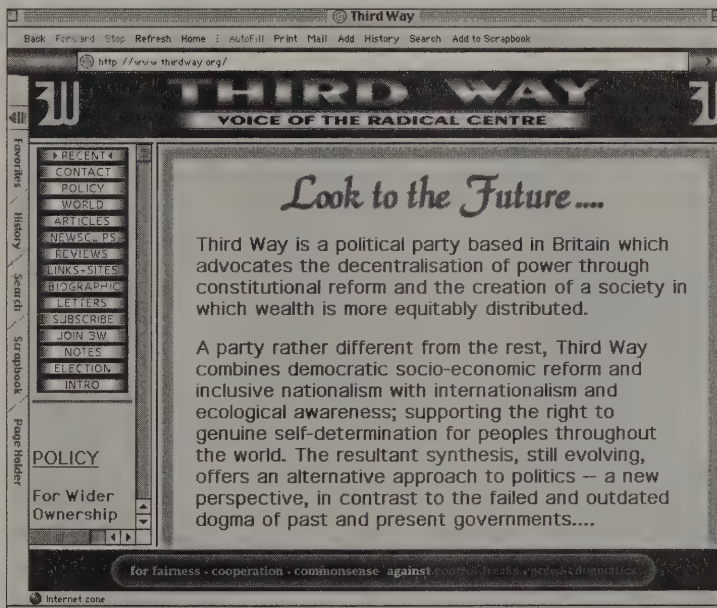 Third Way
Back Forward Stop Refresh Home AutoFill Print Mail Add History Search Add to Scrapbook
http://www.thirdway.org/
3W
THIRD WAY
VOICE OF THE RADICAL CENTRE
3W
Favorites
History
Search
Scrapbook
Page Holder
RECENT
CONTACT
POLICY
WORLD
ARTICLES
NEWSCLIPS
REVIEWS
LINKS-SITES
BIOGRAPHIC
LETTERS
SUBSCRIBE
JOIN 3W
NOTES
ELECTION
INTRO
POLICY
For Wider
Ownership
Look to the Future....
Third Way is a political party based in Britain which
advocates the decentralisation of power through
constitutional reform and the creation of a society in
which wealth is more equitably distributed.
A party rather different from the rest, Third Way
combines democratic socio-economic reform and
inclusive nationalism with internationalism and
ecological awareness; supporting the right to
genuine self-determination for peoples throughout
the world. The resultant synthesis, still evolving,
offers an alternative approach to politics – a new
perspective, in contrast to the failed and outdated
dogma of past and present governments....
for fairness - cooperation - commonsense against
Internet zone